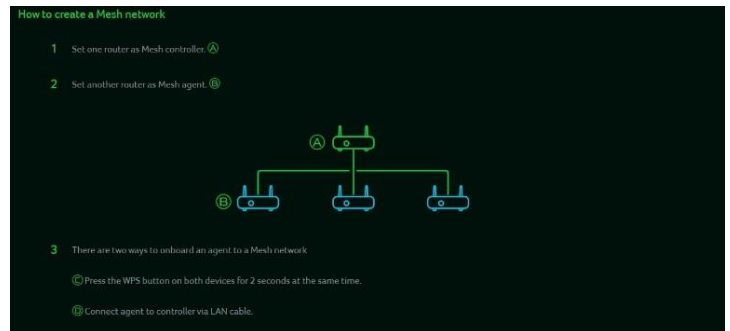 How to create a Mesh network
1 Set one router as Mesh controller. Ⓐ
2 Set another router as Mesh agent. Ⓑ
Ⓐ
Ⓑ
3 There are two ways to onboard an agent to a Mesh network
Ⓒ Press the WPS button on both devices for 2 seconds at the same time.
Ⓓ Connect agent to controller via LAN cable.